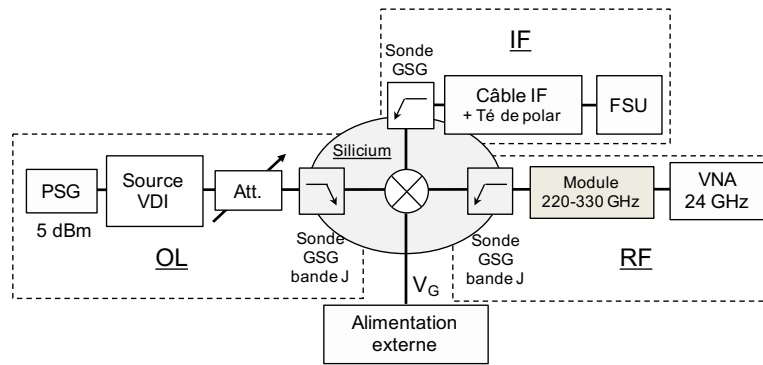 IF
Sonde
GSG
Câble IF
+ Té de polar
FSU
Silicium
PSG
Source
VDI
Att.
Module
220-330 GHz
VNA
24 GHz
5 dBm
OL
Sonde
GSG
bande J
Sonde
GSG
bande J
RF
VG
Alimentation
externe